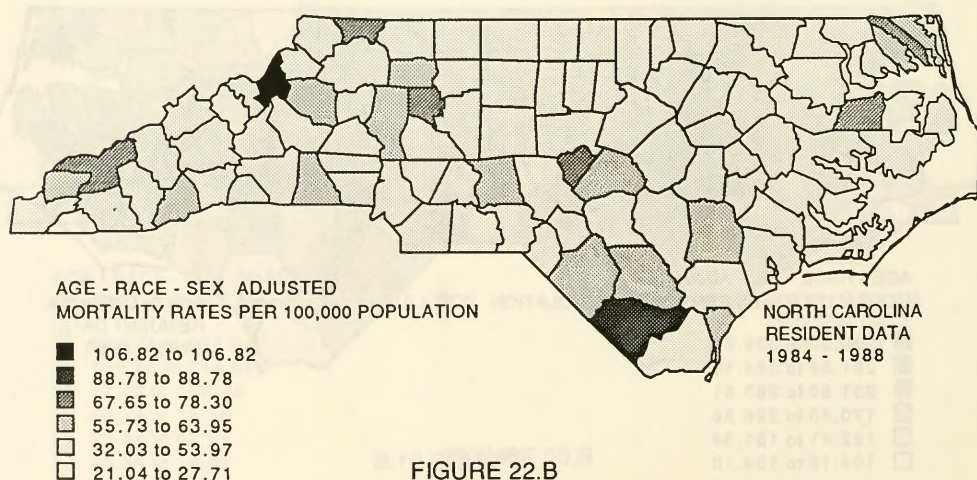 AGE - RACE - SEX ADJUSTED
MORTALITY RATES PER 100,000 POPULATION
106.82 to 106.82
88.78 to 88.78
67.65 to 78.30
55.73 to 63.95
32.03 to 53.97
21.04 to 27.71
NORTH CAROLINA
RESIDENT DATA
1984 - 1988
FIGURE 22.B